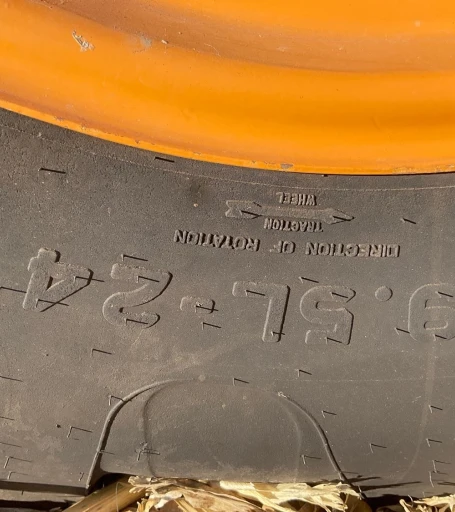 9.5L-24
DIRECTION OF ROTATION
TRACTION
WHEEL